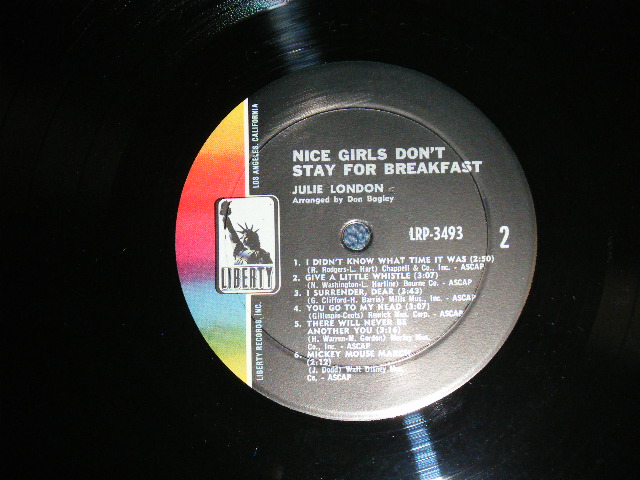 NICE GIRLS DON'T
STAY FOR BREAKFAST
JULIE LONDON
Arranged by Don Bagley
LRP-3493
2
1. I DIDN'T KNOW WHAT TIME IT WAS (2:50)
(R. Rodgers-L. Hart) Chappell & Co., Inc. - ASCAP
2. GIVE A LITTLE WHISTLE (3:07)
(N. Washington-L. Harline) Bourne Co. - ASCAP
3. I SURRENDER, DEAR (3:43)
(G. Clifford-H. Barris) Mills Mus., Inc. - ASCAP
4. YOU GO TO MY HEAD (3:07)
(Gillespie-Coots) Remick Mus. Corp. - ASCAP
5. THERE WILL NEVER BE
ANOTHER YOU (3:16)
(H. Warren-M. Gordon) Morley Mus.
Co., Inc. - ASCAP
6. MICKEY MOUSE MARCH
(2:12)
(J. Dodd) Walt Disney Mus.
Co. - ASCAP
LIBERTY
LIBERTY RECORDS, INC.
LOS ANGELES, CALIFORNIA